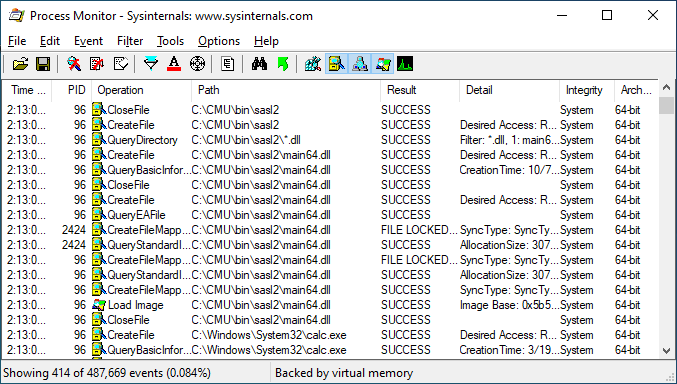 Process Monitor - Sysinternals: www.sysinternals.com
File Edit Event Filter Tools Options Help
Time ... PID Operation Path Result Detail Integrity Arch...
2:13:0... 96 CloseFile C:\CMU\bin\sasl2 SUCCESS System 64-bit
2:13:0... 96 CreateFile C:\CMU\bin\sasl2 SUCCESS Desired Access: R... System 64-bit
2:13:0... 96 QueryDirectory C:\CMU\bin\sasl2\*.dll SUCCESS Filter: *.dll, 1: main6... System 64-bit
2:13:0... 96 CreateFile C:\CMU\bin\sasl2\main64.dll SUCCESS Desired Access: R... System 64-bit
2:13:0... 96 QueryBasicInfor... C:\CMU\bin\sasl2\main64.dll SUCCESS CreationTime: 10/7... System 64-bit
2:13:0... 96 CloseFile C:\CMU\bin\sasl2\main64.dll SUCCESS System 64-bit
2:13:0... 96 CreateFile C:\CMU\bin\sasl2\main64.dll SUCCESS Desired Access: R... System 64-bit
2:13:0... 96 QueryEAFile C:\CMU\bin\sasl2\main64.dll SUCCESS System 64-bit
2:13:0... 2424 CreateFileMapp... C:\CMU\bin\sasl2\main64.dll FILE LOCKED... SyncType: SyncTy... System 64-bit
2:13:0... 2424 QueryStandardI... C:\CMU\bin\sasl2\main64.dll SUCCESS AllocationSize: 307... System 64-bit
2:13:0... 96 CreateFileMapp... C:\CMU\bin\sasl2\main64.dll FILE LOCKED... SyncType: SyncTy... System 64-bit
2:13:0... 96 QueryStandardI... C:\CMU\bin\sasl2\main64.dll SUCCESS AllocationSize: 307... System 64-bit
2:13:0... 96 CreateFileMapp... C:\CMU\bin\sasl2\main64.dll SUCCESS SyncType: SyncTy... System 64-bit
2:13:0... 96 Load Image C:\CMU\bin\sasl2\main64.dll SUCCESS Image Base: 0x5b5... System 64-bit
2:13:0... 96 CloseFile C:\CMU\bin\sasl2\main64.dll SUCCESS System 64-bit
2:13:0... 96 CreateFile C:\Windows\System32\calc.exe SUCCESS Desired Access: R... System 64-bit
2:13:0... 96 QueryBasicInfor... C:\Windows\System32\calc.exe SUCCESS CreationTime: 3/19... System 64-bit
Showing 414 of 487,669 events (0.084%) Backed by virtual memory